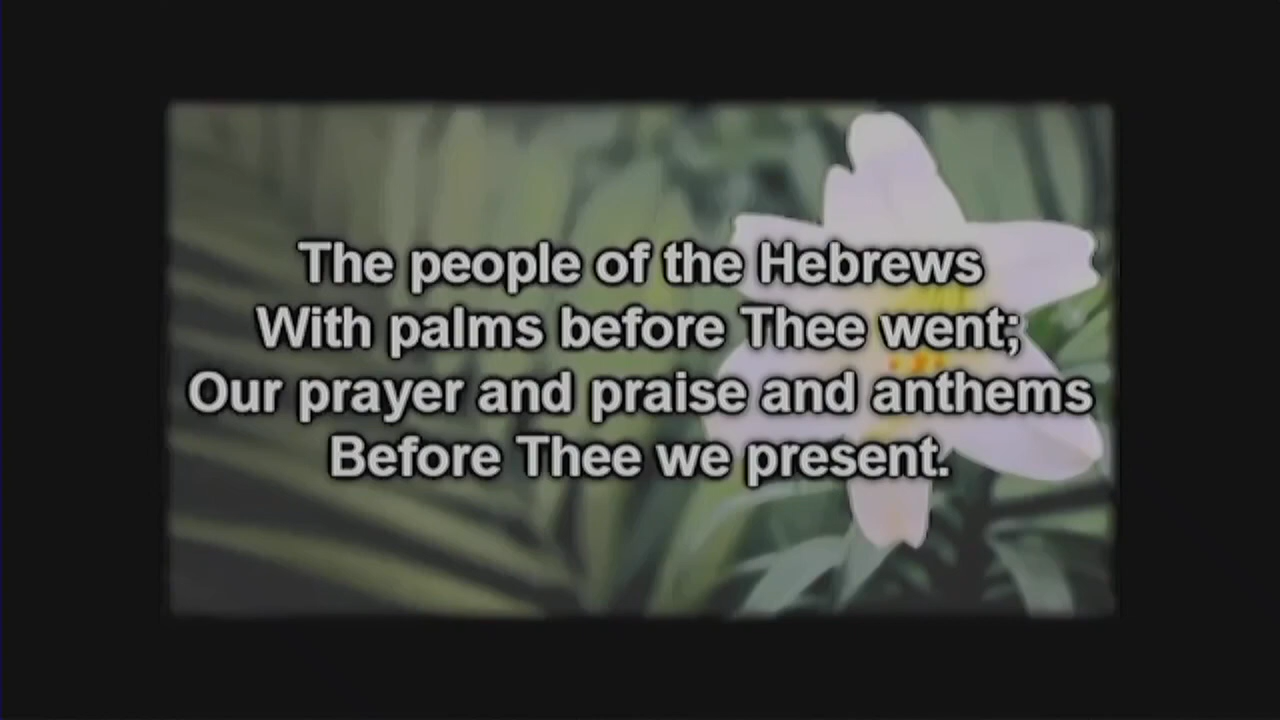 The people of the Hebrews
With palms before Thee went;
Our prayer and praise and anthems
Before Thee we present.